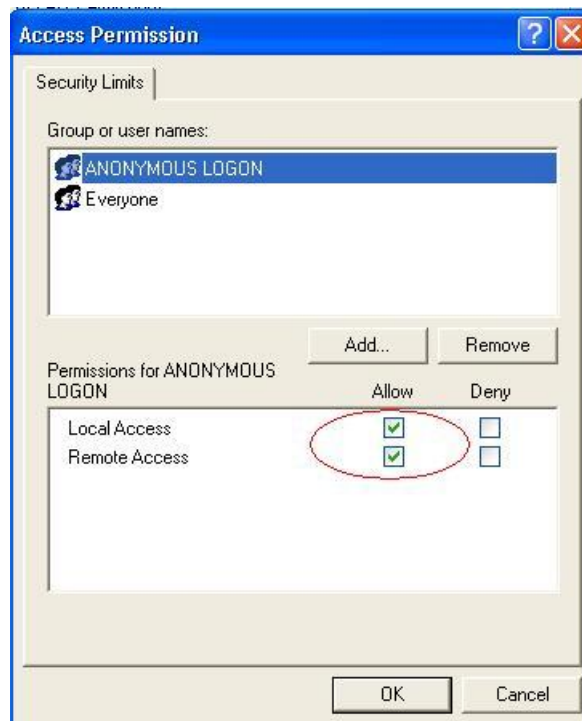 Access Permission
Security Limits
Group or user names:
ANONYMOUS LOGON
Everyone
Add... Remove
Permissions for ANONYMOUS
LOGON Allow Deny
Local Access
Remote Access
OK Cancel